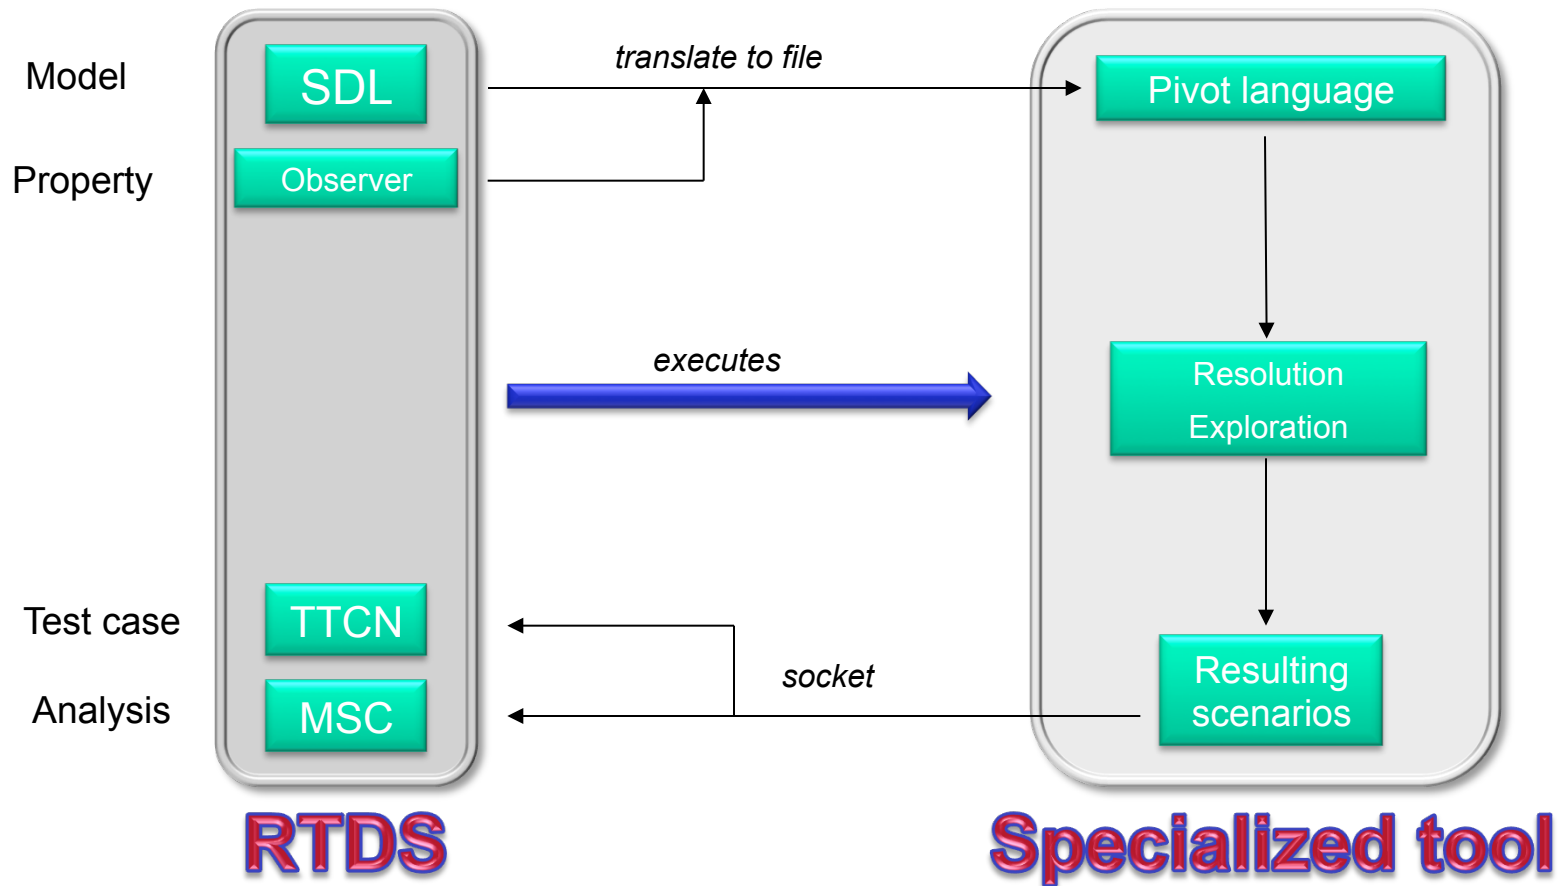 Model
SDL
translate to file
Pivot language
Property
Observer
executes
Resolution
Exploration
Test case
TTCN
Analysis
MSC
socket
Resulting
scenarios
RTDS
Specialized tool